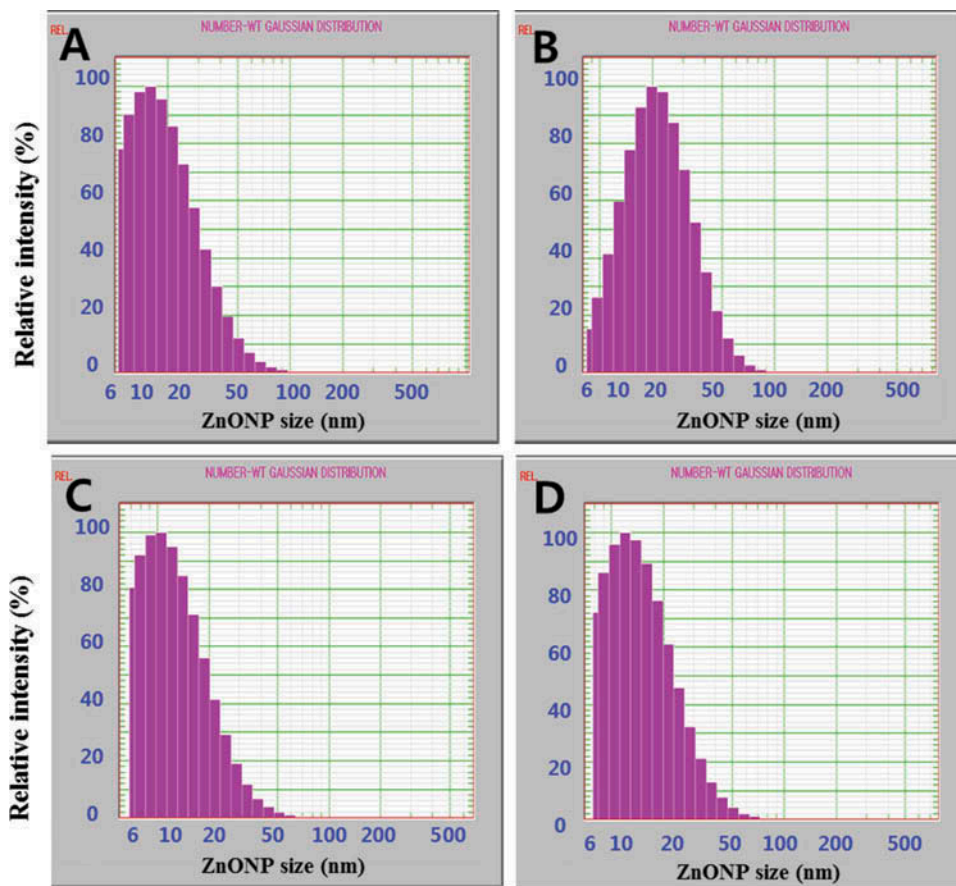 REL. A NUMBER-WT GAUSSIAN DISTRIBUTION
100
80
60
40
20
0
6 10 20 50 100 200 500
ZnONP size (nm)
Relative intensity (%)
REL. B NUMBER-WT GAUSSIAN DISTRIBUTION
100
80
60
40
20
0
6 10 20 50 100 200 500
ZnONP size (nm)
REL. C NUMBER-WT GAUSSIAN DISTRIBUTION
100
80
60
40
20
0
6 10 20 50 100 200 500
ZnONP size (nm)
Relative intensity (%)
REL. D NUMBER-WT GAUSSIAN DISTRIBUTION
100
80
60
40
20
0
6 10 20 50 100 200 500
ZnONP size (nm)